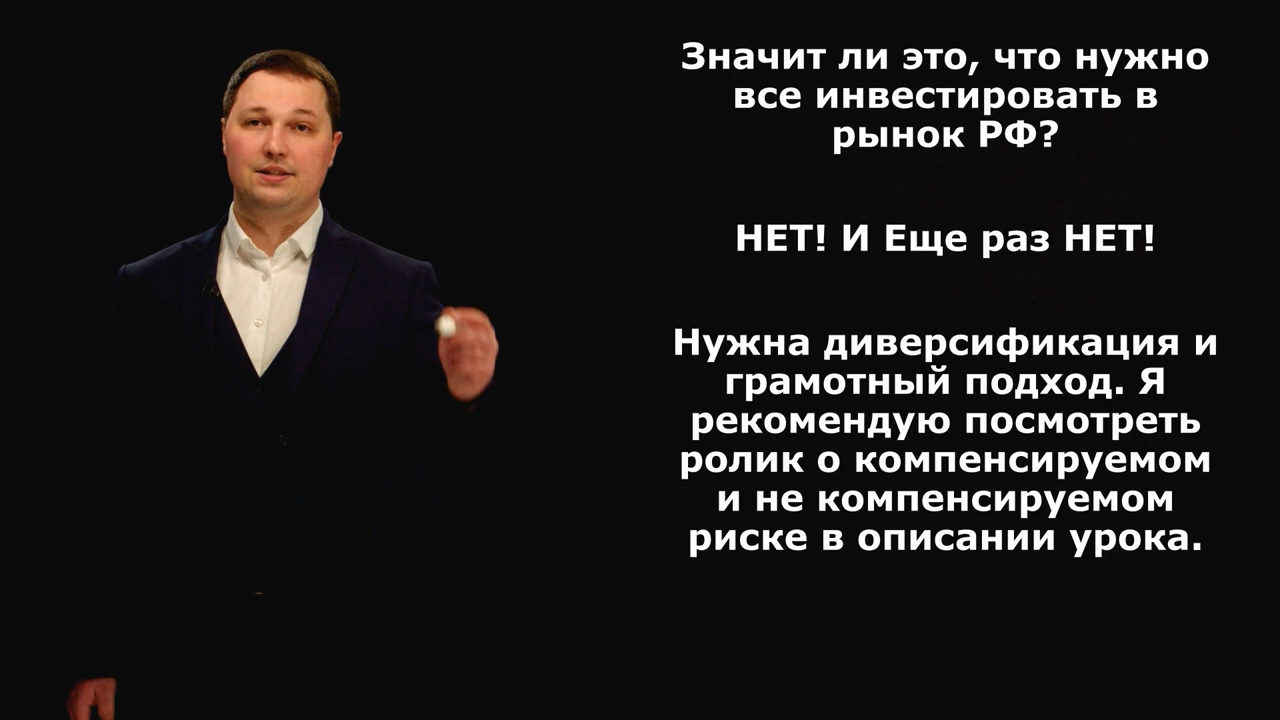 Значит ли это, что нужно
все инвестировать в
рынок РФ?
НЕТ! И Еще раз НЕТ!
Нужна диверсификация и
грамотный подход. Я
рекомендую посмотреть
ролик о компенсируемом
и не компенсируемом
риске в описании урока.